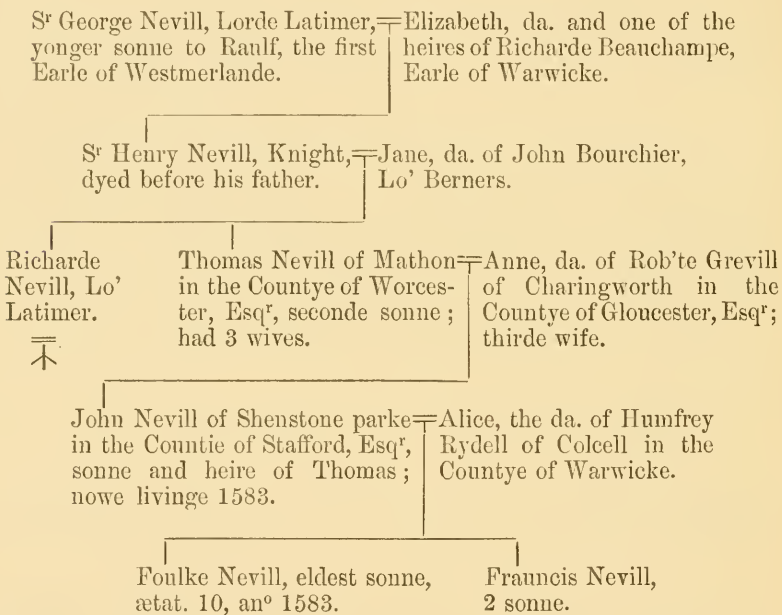 Sʳ George Nevill, Lorde Latimer,
yonger sonne to Raulf, the first
Earle of Westmerlande.
Elizabeth, da. and one of the
heires of Richarde Beauchampe,
Earle of Warwicke.
Sʳ Henry Nevill, Knight,
dyed before his father.
Jane, da. of John Bourchier,
Lo' Berners.
Richarde
Nevill, Lo'
Latimer.
Thomas Nevill of Mathon
in the Countye of Worces-
ter, Esqʳ, seconde sonne ;
had 3 wives.
Anne, da. of Rob'te Grevill
of Charingworth in the
Countye of Gloucester, Esqʳ;
thirde wife.
John Nevill of Shenstone parke
in the Countie of Stafford, Esqʳ,
sonne and heire of Thomas ;
nowe livinge 1583.
Alice, the da. of Humfrey
Rydell of Colcell in the
Countye of Warwicke.
Foulke Nevill, eldest sonne,
ætat. 10, anº 1583.
Frauncis Nevill,
2 sonne.